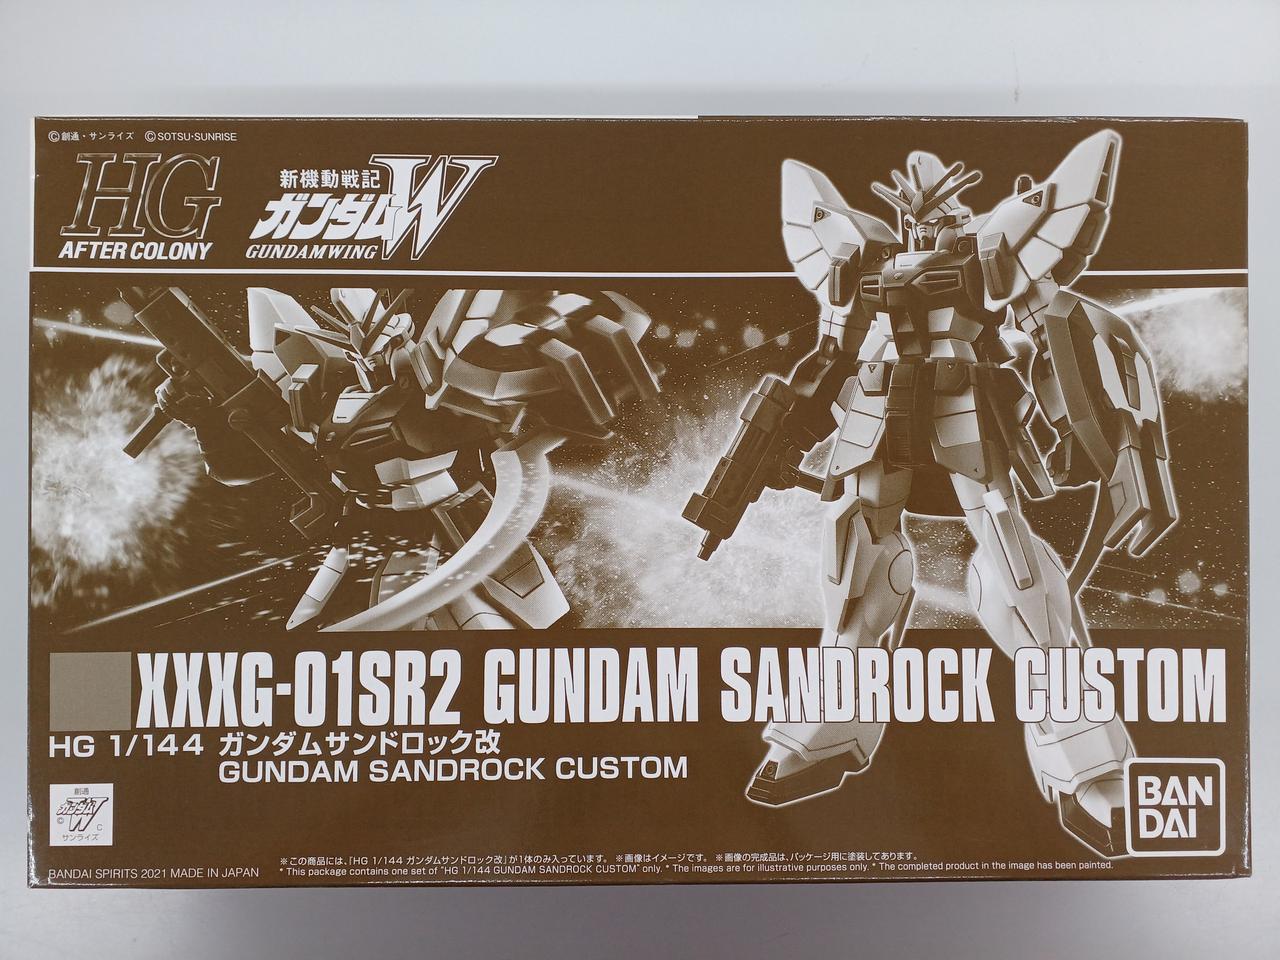 ©創通・サンライズ ©SOTSU・SUNRISE
HG
AFTER COLONY
新機動戦記
ガンダムW
GUNDAM WING
XXXG-01SR2 GUNDAM SANDROCK CUSTOM
HG 1/144 ガンダムサンドロック改
GUNDAM SANDROCK CUSTOM
創通
ガンダムW
© C
サンライズ
BAN
DAI
※この商品には、「HG 1/144 ガンダムサンドロック改」が1体のみ入っています。 ※画像はイメージです。 ※画像の完成品は、パッケージ用に塗装してあります。
BANDAI SPIRITS 2021 MADE IN JAPAN
* This package contains one set of "HG 1/144 GUNDAM SANDROCK CUSTOM" only. * The images are for illustrative purposes only. * The completed product in the image has been painted.